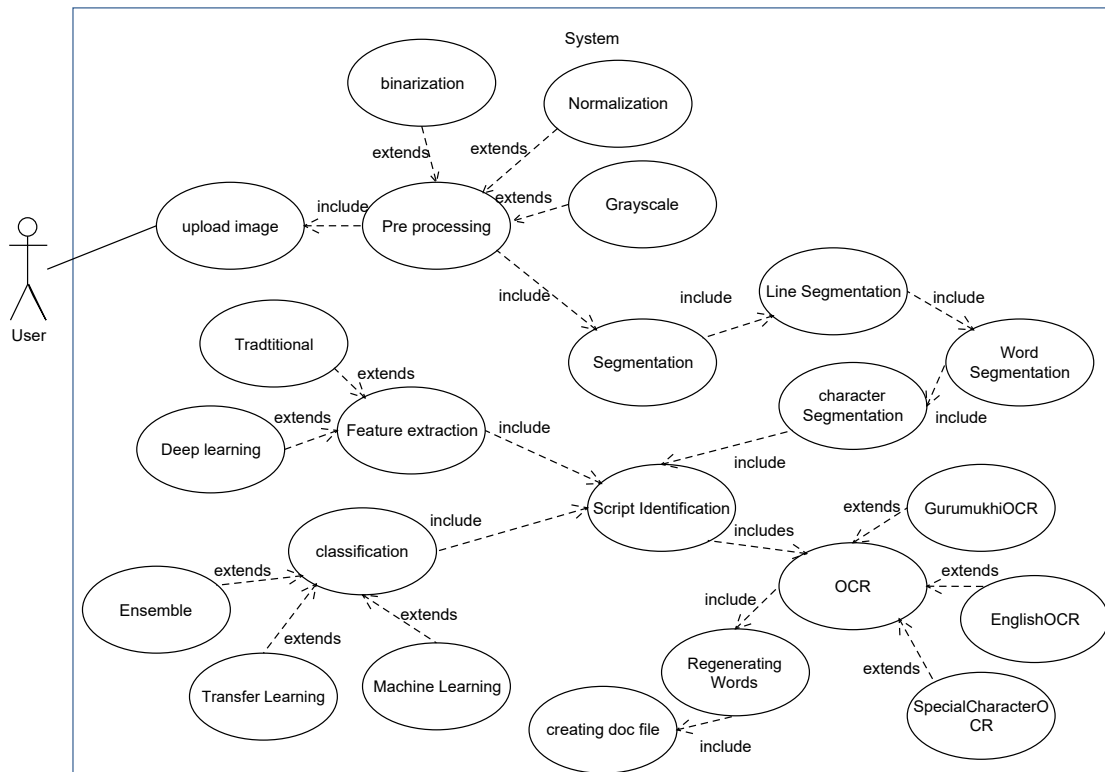 System
binarization
Normalization
extends
extends
extends
Grayscale
include
upload image
Pre processing
User
include
include
Line Segmentation
include
Segmentation
Word
Segmentation
Tradtitional
extends
character
Segmentation
include
extends
Deep learning
Feature extraction
include
include
Script Identification
includes
extends
GurumukhiOCR
classification
include
OCR
extends
EnglishOCR
extends
Ensemble
extends
extends
include
Transfer Learning
Machine Learning
Regenerating
Words
extends
SpecialCharacterO
CR
creating doc file
include